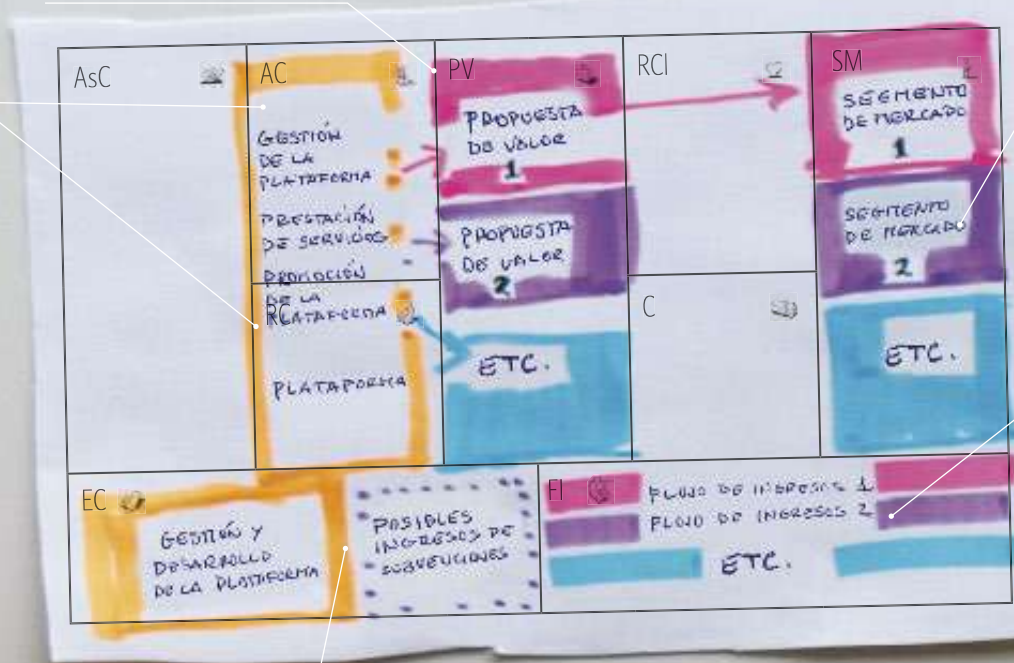 AsC
AC
GESTIÓN
DE LA
PLATAFORMA
PRESTACIÓN
DE SERVICIOS
PROMOCIÓN
DE LA
PLATAFORMA
RC
PLATAFORMA
PV
PROPUESTA
DE VALOR
1
PROPUESTA
DE VALOR
2
ETC.
RCl
C
SM
SEGMENTO
DE MERCADO
1
SEGMENTO
DE MERCADO
2
ETC.
EC
GESTIÓN Y
DESARROLLO
DE LA PLATAFORMA
POSIBLES
INGRESOS DE
SUBVENCIONES
FI
FLUJO DE INGRESOS 1
FLUJO DE INGRESOS 2
ETC.